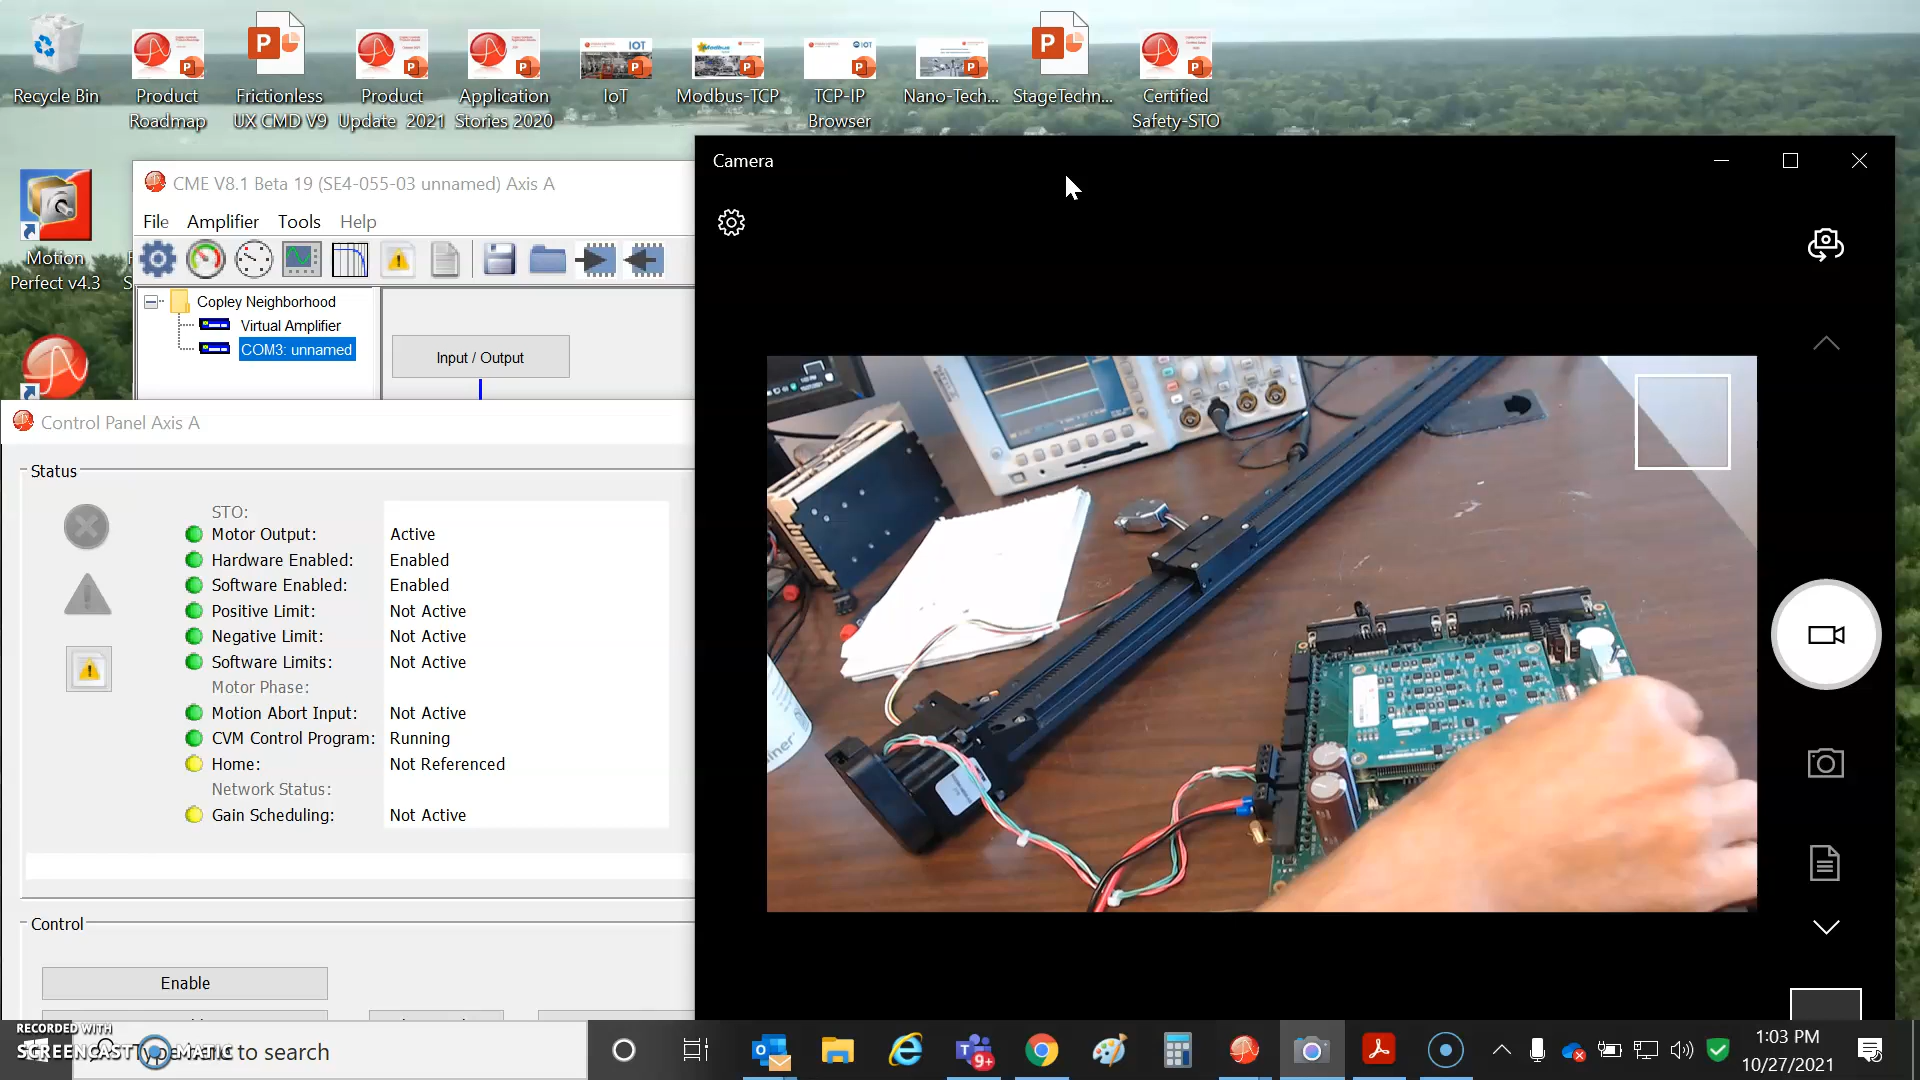 Recycle Bin
Product
Roadmap
Frictionless
UX CMD V9
Product
Update 2021
Application
Stories 2020
IoT
Modbus-TCP
TCP-IP
Browser
Nano-Tech...
StageTechn...
Certified
Safety-STO
Motion
Perfect v4.3
CME V8.1 Beta 19 (SE4-055-03 unnamed) Axis A
File Amplifier Tools Help
Copley Neighborhood
Virtual Amplifier
COM3: unnamed
Input / Output
Camera
Control Panel Axis A
Status
STO:
Motor Output: Active
Hardware Enabled: Enabled
Software Enabled: Enabled
Positive Limit: Not Active
Negative Limit: Not Active
Software Limits: Not Active
Motor Phase:
Motion Abort Input: Not Active
CVM Control Program: Running
Home: Not Referenced
Network Status:
Gain Scheduling: Not Active
Control
Enable
RECORDED WITH
SCREENCAST MATIC
Type here to search
9+
1:03 PM
10/27/2021